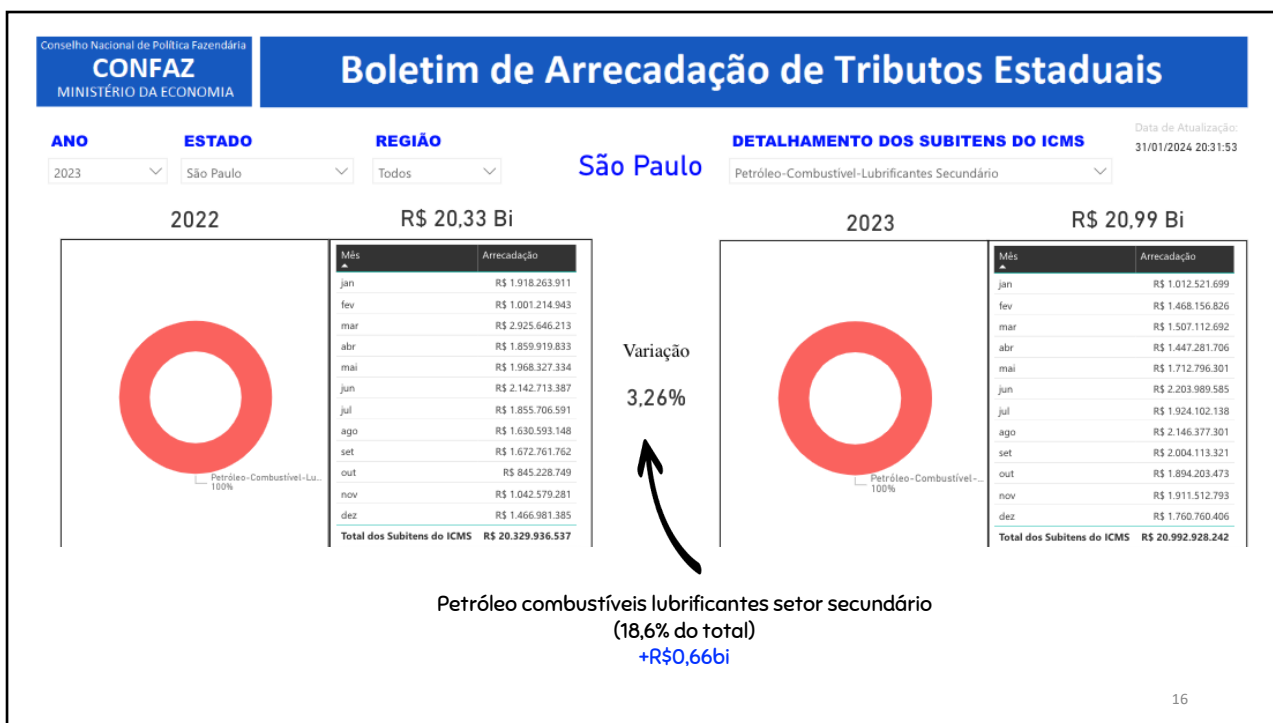 Conselho Nacional de Política Fazendária
CONFAZ
MINISTÉRIO DA ECONOMIA
Boletim de Arrecadação de Tributos Estaduais
ANO
2023
ESTADO
São Paulo
REGIÃO
Todos
São Paulo
DETALHAMENTO DOS SUBITENS DO ICMS
Petróleo-Combustível-Lubrificantes Secundário
Data de Atualização:
31/01/2024 20:31:53
2022 R$ 20,33 Bi
Petróleo-Combustível-Lu...
100%
Mês Arrecadação
jan R$ 1.918.263.911
fev R$ 1.001.214.943
mar R$ 2.925.646.213
abr R$ 1.859.919.833
mai R$ 1.968.327.334
jun R$ 2.142.713.387
jul R$ 1.855.706.591
ago R$ 1.630.593.148
set R$ 1.672.761.762
out R$ 845.228.749
nov R$ 1.042.579.281
dez R$ 1.466.981.385
Total dos Subitens do ICMS R$ 20.329.936.537
Variação
3,26%
2023 R$ 20,99 Bi
Petróleo-Combustível-...
100%
Mês Arrecadação
jan R$ 1.012.521.699
fev R$ 1.468.156.826
mar R$ 1.507.112.692
abr R$ 1.447.281.706
mai R$ 1.712.796.301
jun R$ 2.203.989.585
jul R$ 1.924.102.138
ago R$ 2.146.377.301
set R$ 2.004.113.321
out R$ 1.894.203.473
nov R$ 1.911.512.793
dez R$ 1.760.760.406
Total dos Subitens do ICMS R$ 20.992.928.242
Petróleo combustíveis lubrificantes setor secundário
(18,6% do total)
+R$0,66bi
16